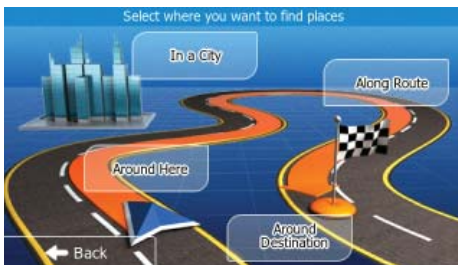 Select where you want to find places
In a City
Along Route
Around Here
Around
Destination
Back